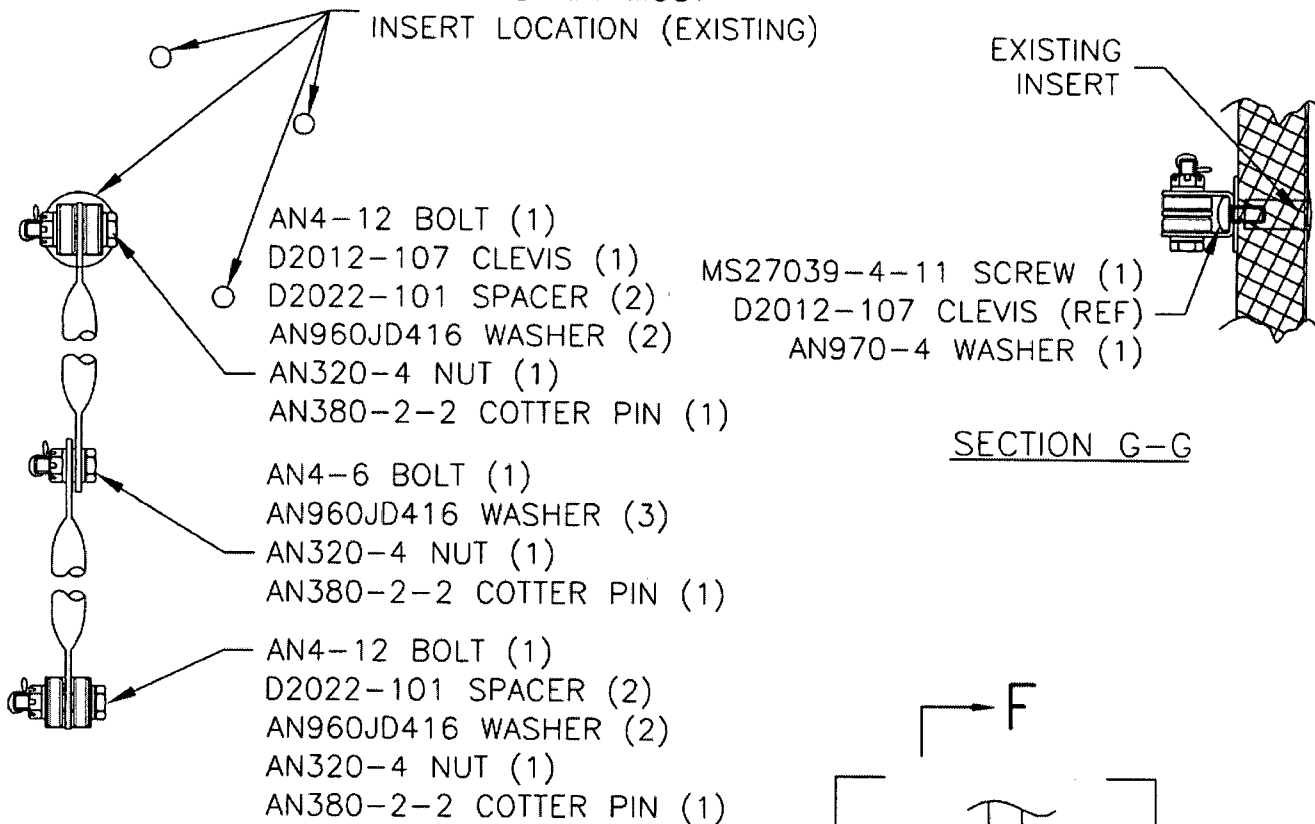 INSERT LOCATION (EXISTING)
EXISTING
INSERT
AN4-12 BOLT (1)
D2012-107 CLEVIS (1)
D2022-101 SPACER (2)
AN960JD416 WASHER (2)
AN320-4 NUT (1)
AN380-2-2 COTTER PIN (1)
MS27039-4-11 SCREW (1)
D2012-107 CLEVIS (REF)
AN970-4 WASHER (1)
SECTION G-G
AN4-6 BOLT (1)
AN960JD416 WASHER (3)
AN320-4 NUT (1)
AN380-2-2 COTTER PIN (1)
AN4-12 BOLT (1)
D2022-101 SPACER (2)
AN960JD416 WASHER (2)
AN320-4 NUT (1)
AN380-2-2 COTTER PIN (1)
F